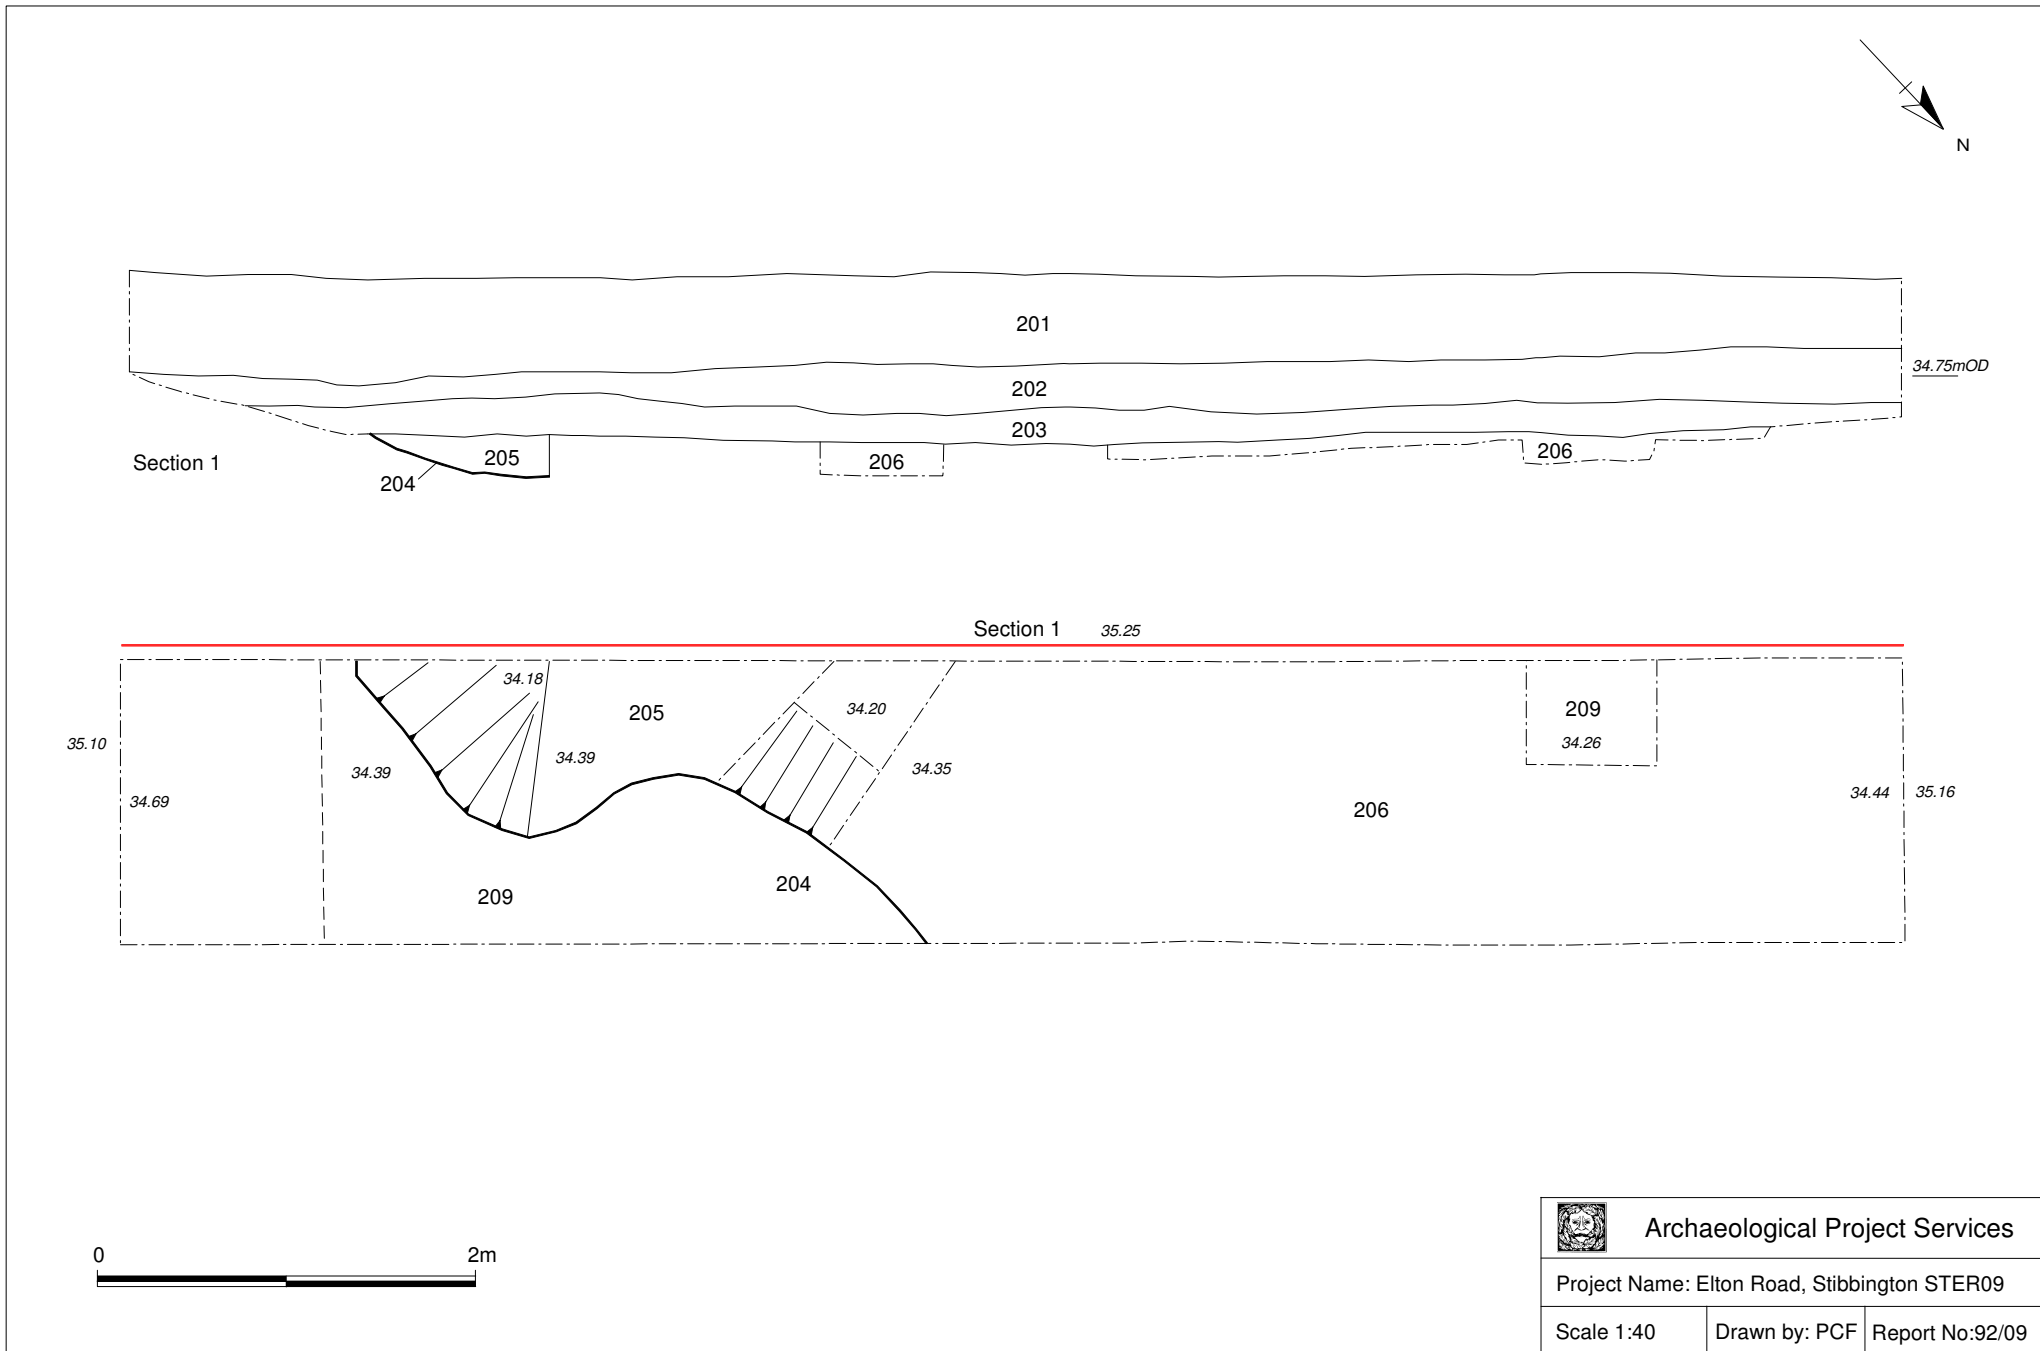 N
201
34.75mOD
202
203
Section 1
205
206
206
204
Section 1 35.25
34.18
205
34.20
209
35.10
34.39
34.39
34.35
34.26
34.69
206
34.44 35.16
209
204
0 2m
Archaeological Project Services
Project Name: Elton Road, Stibbington STER09
Scale 1:40
Drawn by: PCF
Report No:92/09